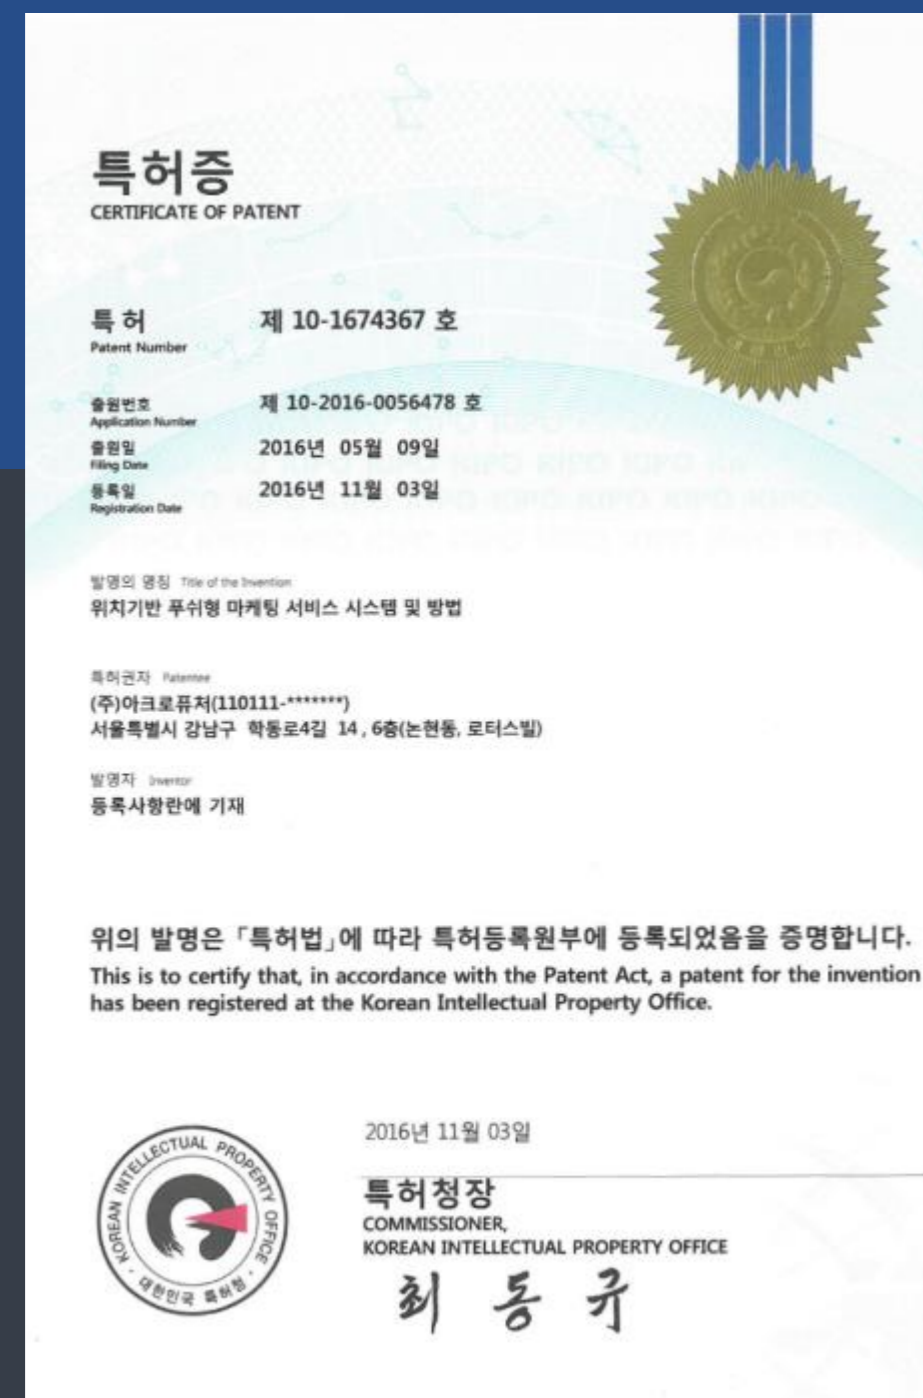 특허증
CERTIFICATE OF PATENT
특 허 제 10-1674367 호
Patent Number
출원번호 제 10-2016-0056478 호
Application Number
출원일 2016년 05월 09일
Filing Date
등록일 2016년 11월 03일
Registration Date
발명의 명칭 Title of the Invention
위치기반 푸쉬형 마케팅 서비스 시스템 및 방법
특허권자 Patentee
(주)아크로퓨처(110111-*******)
서울특별시 강남구 학동로4길 14 , 6층(논현동, 로터스빌)
발명자 Inventor
등록사항란에 기재
위의 발명은 「특허법」에 따라 특허등록원부에 등록되었음을 증명합니다.
This is to certify that, in accordance with the Patent Act, a patent for the invention
has been registered at the Korean Intellectual Property Office.
2016년 11월 03일
특허청장
COMMISSIONER,
KOREAN INTELLECTUAL PROPERTY OFFICE
최 동 규
KOREAN INTELLECTUAL PROPERTY OFFICE
대한민국 특허청